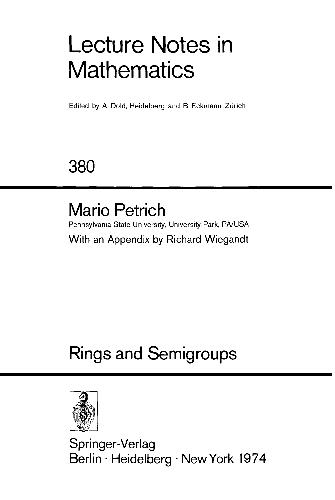 Lecture Notes in
Mathematics
Edited by A. Dold, Heidelberg and B. Eckmann, Zürich
380
Mario Petrich
Pennsylvania State University, University Park, PA/USA
With an Appendix by Richard Wiegandt
Rings and Semigroups
Springer-Verlag
Berlin · Heidelberg · New York 1974